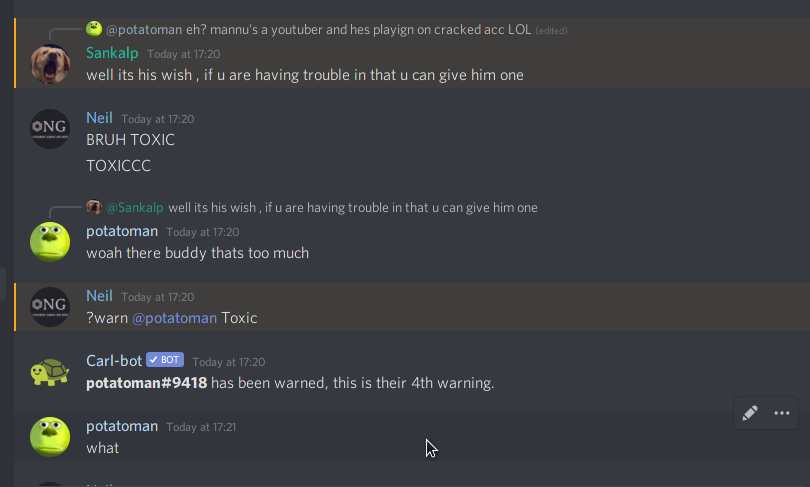 @potatoman eh? mannu's a youtuber and hes playign on cracked acc LOL (edited)
Sankalp Today at 17:20
well its his wish , if u are having trouble in that u can give him one
ONG
Neil Today at 17:20
BRUH TOXIC
TOXICCC
@Sankalp well its his wish , if u are having trouble in that u can give him one
potatoman Today at 17:20
woah there buddy thats too much
ONG
Neil Today at 17:20
?warn @potatoman Toxic
Carl-bot BOT Today at 17:20
potatoman#9418 has been warned, this is their 4th warning.
potatoman Today at 17:21
what